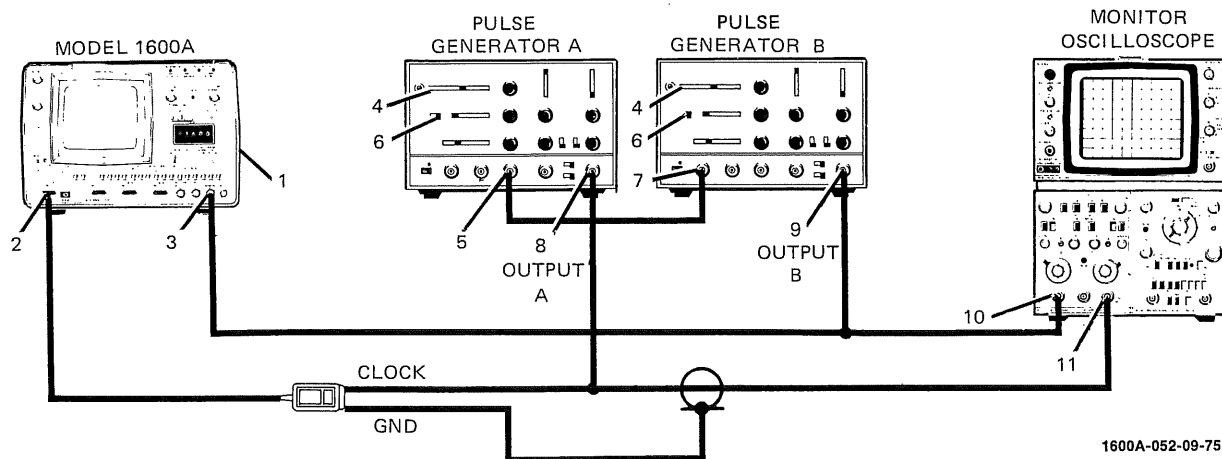 MODEL 1600A
PULSE
GENERATOR A
PULSE
GENERATOR B
MONITOR
OSCILLOSCOPE
4
6
4
6
1
2
3
5
8
7
9
10
11
OUTPUT
A
OUTPUT
B
CLOCK
GND
1600A-052-09-75